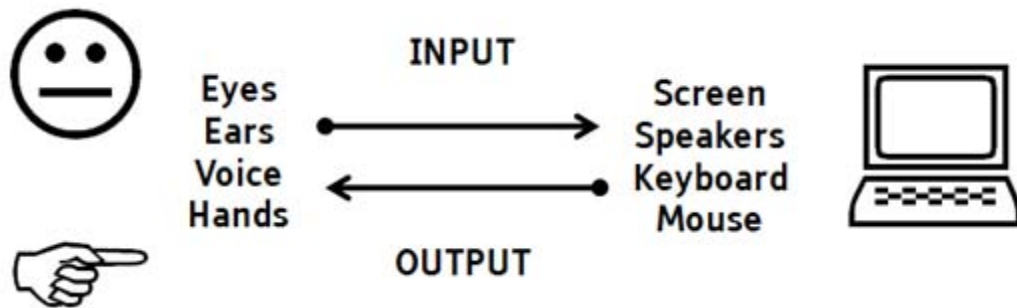 INPUT
Eyes
Ears
Voice
Hands
Screen
Speakers
Keyboard
Mouse
OUTPUT